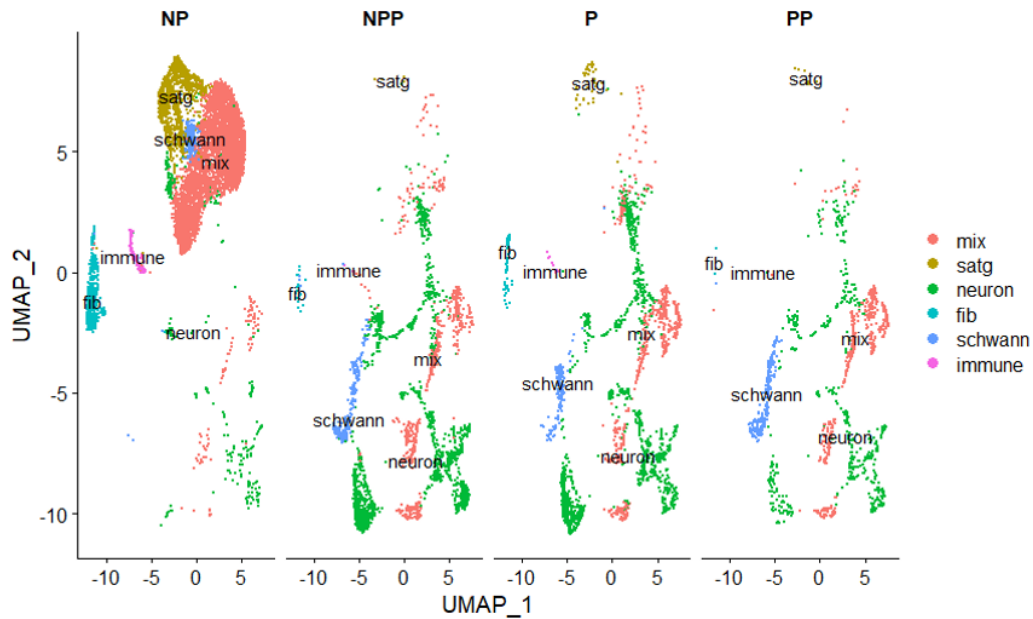 NP NPP P PP
satg
schwann
mix
immune
fib
neuron
satg
immune
fib
mix
schwann
neuron
satg
fib
immune
mix
schwann
neuron
satg
fib
immune
mix
schwann
neuron
UMAP_2
5
0
-5
-10
-10 -5 0 5 -10 -5 0 5 -10 -5 0 5 -10 -5 0 5
UMAP_1
mix
satg
neuron
fib
schwann
immune